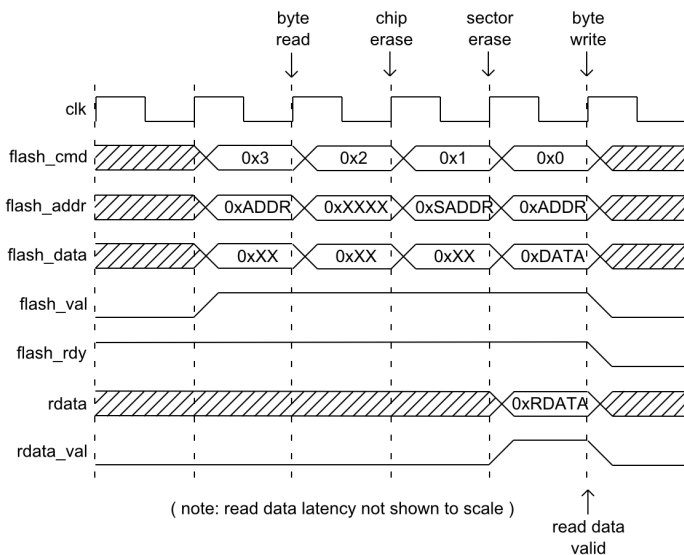 byte read
chip erase
sector erase
byte write
clk
flash_cmd 0x3 0x2 0x1 0x0
flash_addr 0xADDR 0xXXXX 0xSADDR 0xADDR
flash_data 0xXX 0xXX 0xXX 0xDATA
flash_val
flash_rdy
rdata 0xRDATA
rdata_val
( note: read data latency not shown to scale )
read data
valid